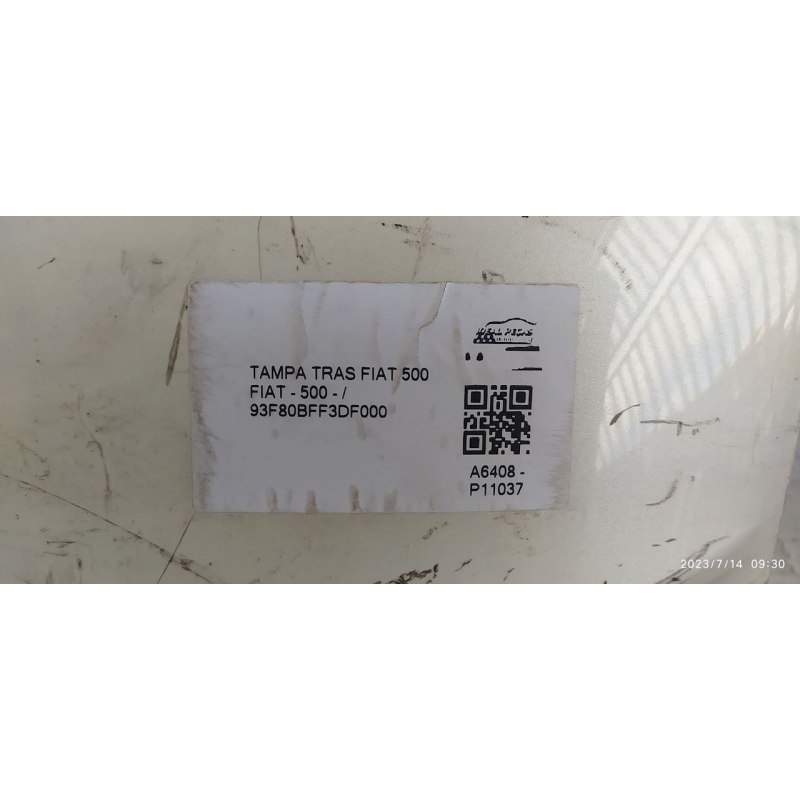 IDEAL PEÇAS
TAMPA TRAS FIAT 500
FIAT - 500 - /
93F80BFF3DF000
A6408 -
P11037
2023/7/14 09:30